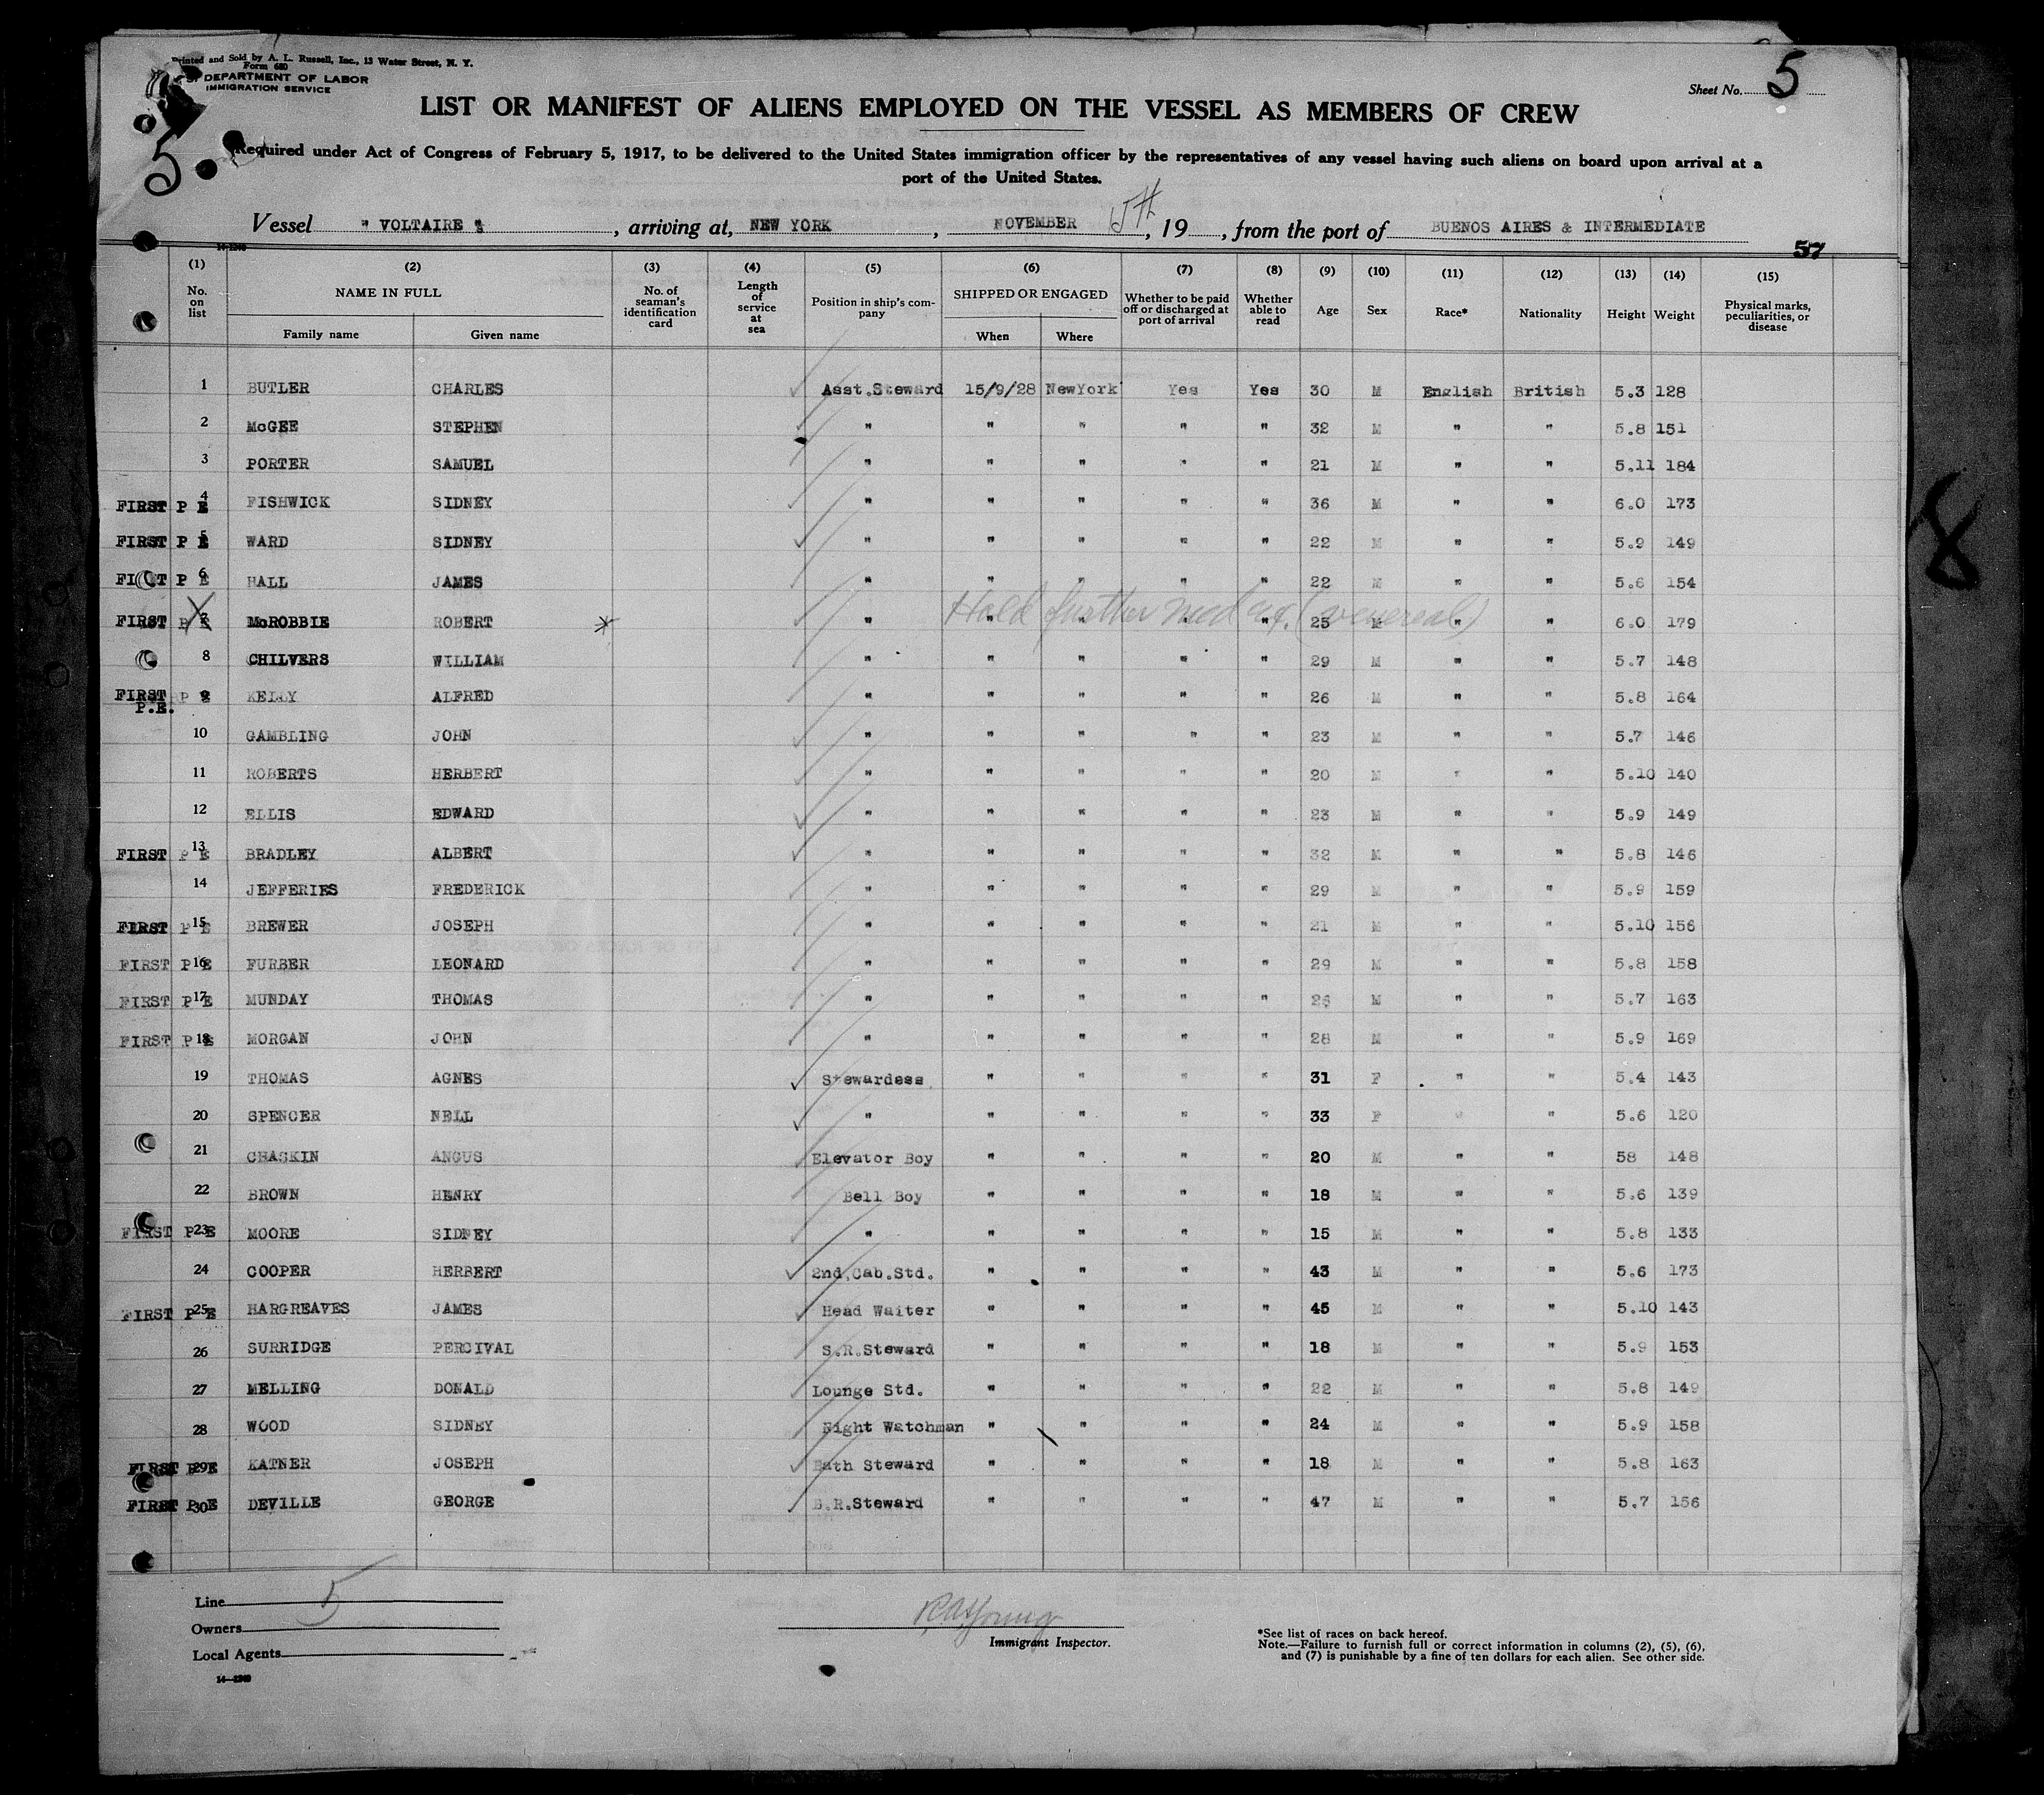 Printed and Sold by A. L. Russell, Inc., 13 Water Street, N. Y.
Form 680
DEPARTMENT OF LABOR
IMMIGRATION SERVICE
Sheet No. 5
5
LIST OR MANIFEST OF ALIENS EMPLOYED ON THE VESSEL AS MEMBERS OF CREW
Required under Act of Congress of February 5, 1917, to be delivered to the United States immigration officer by the representatives of any vessel having such aliens on board upon arrival at a
port of the United States.
Vessel " VOLTAIRE ", arriving at, NEW YORK, NOVEMBER 5th, 19 , from the port of BUENOS AIRES & INTERMEDIATE
57
(1) (2) (3) (4) (5) (6) (7) (8) (9) (10) (11) (12) (13) (14) (15)
No. on list NAME IN FULL No. of seaman's identification card Length of service at sea Position in ship's company SHIPPED OR ENGAGED Whether to be paid off or discharged at port of arrival Whether able to read Age Sex Race* Nationality Height Weight Physical marks, peculiarities, or disease
Family name Given name When Where
1 BUTLER CHARLES Asst.Steward 15/9/28 NewYork Yes Yes 30 M English British 5.3 128
2 McGEE STEPHEN " " " " " 32 M " " 5.8 151
3 PORTER SAMUEL " " " " " 21 M " " 5.11 184
FIRST P E 4 FISHWICK SIDNEY " " " " " 36 M " " 6.0 173
FIRST P E 5 WARD SIDNEY " " " " " 22 M " " 5.9 149
FIRST P E 6 HALL JAMES " " " " " 22 M " " 5.6 154
Hold further med ex. (venereal)
FIRST P E 7 McROBBIE ROBERT * " " " " " 25 M " " 6.0 179
8 CHILVERS WILLIAM " " " " " 29 M " " 5.7 148
FIRST P E 9 KELLY ALFRED " " " " " 26 M " " 5.8 164
P.E.
10 GAMBLING JOHN " " " " " 23 M " " 5.7 146
11 ROBERTS HERBERT " " " " " 20 M " " 5.10 140
12 ELLIS EDWARD " " " " " 23 M " " 5.9 149
FIRST P E 13 BRADLEY ALBERT " " " " " 32 M " " 5.8 146
14 JEFFERIES FREDERICK " " " " " 29 M " " 5.9 159
FIRST P E 15 BREWER JOSEPH " " " " " 21 M " " 5.10 156
FIRST P E 16 FURBER LEONARD " " " " " 29 M " " 5.8 158
FIRST P E 17 MUNDAY THOMAS " " " " " 26 M " " 5.7 163
FIRST P E 18 MORGAN JOHN " " " " " 28 M " " 5.9 169
19 THOMAS AGNES Stewardess " " " " 31 F " " 5.4 143
20 SPENCER NELL " " " " " 33 F " " 5.6 120
21 CHASKIN ANGUS Elevator Boy " " " " 20 M " " 58 148
22 BROWN HENRY Bell Boy " " " " 18 M " " 5.6 139
FIRST P E 23 MOORE SIDNEY " " " " " 15 M " " 5.8 133
24 COOPER HERBERT 2nd.Cab.Std. " " " " 43 M " " 5.6 173
FIRST P E 25 HARGREAVES JAMES Head Waiter " " " " 45 M " " 5.10 143
26 SURRIDGE PERCIVAL S.R.Steward " " " " 18 M " " 5.9 153
27 MELLING DONALD Lounge Std. " " " " 22 M " " 5.8 149
28 WOOD SIDNEY Night Watchman " " " " 24 M " " 5.9 158
FIRST P E 29 KATNER JOSEPH Bath Steward " " " " 18 M " " 5.8 163
FIRST P E 30 DEVILLE GEORGE B.R.Steward " " " " 47 M " " 5.7 156
8
Line 5
Owners
Local Agents
Immigrant Inspector.
*See list of races on back hereof.
Note.—Failure to furnish full or correct information in columns (2), (5), (6),
and (7) is punishable by a fine of ten dollars for each alien. See other side.